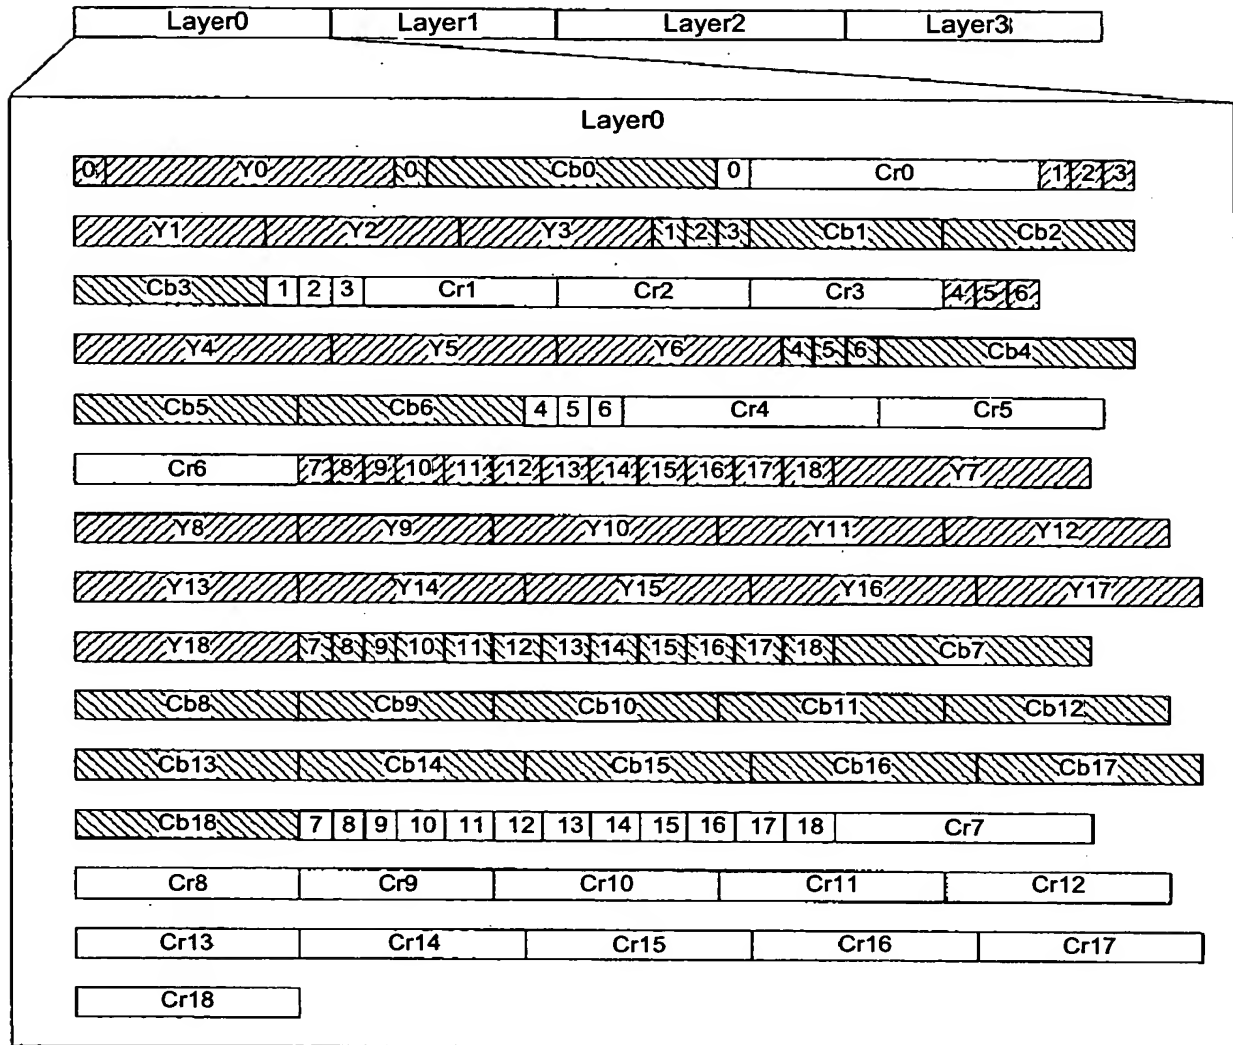 Layer0 Layer1 Layer2 Layer3
Layer0
0 Y0 0 Cb0 0 Cr0 1 2 3
Y1 Y2 Y3 1 2 3 Cb1 Cb2
Cb3 1 2 3 Cr1 Cr2 Cr3 4 5 6
Y4 Y5 Y6 4 5 6 Cb4
Cb5 Cb6 4 5 6 Cr4 Cr5
Cr6 7 8 9 10 11 12 13 14 15 16 17 18 Y7
Y8 Y9 Y10 Y11 Y12
Y13 Y14 Y15 Y16 Y17
Y18 7 8 9 10 11 12 13 14 15 16 17 18 Cb7
Cb8 Cb9 Cb10 Cb11 Cb12
Cb13 Cb14 Cb15 Cb16 Cb17
Cb18 7 8 9 10 11 12 13 14 15 16 17 18 Cr7
Cr8 Cr9 Cr10 Cr11 Cr12
Cr13 Cr14 Cr15 Cr16 Cr17
Cr18